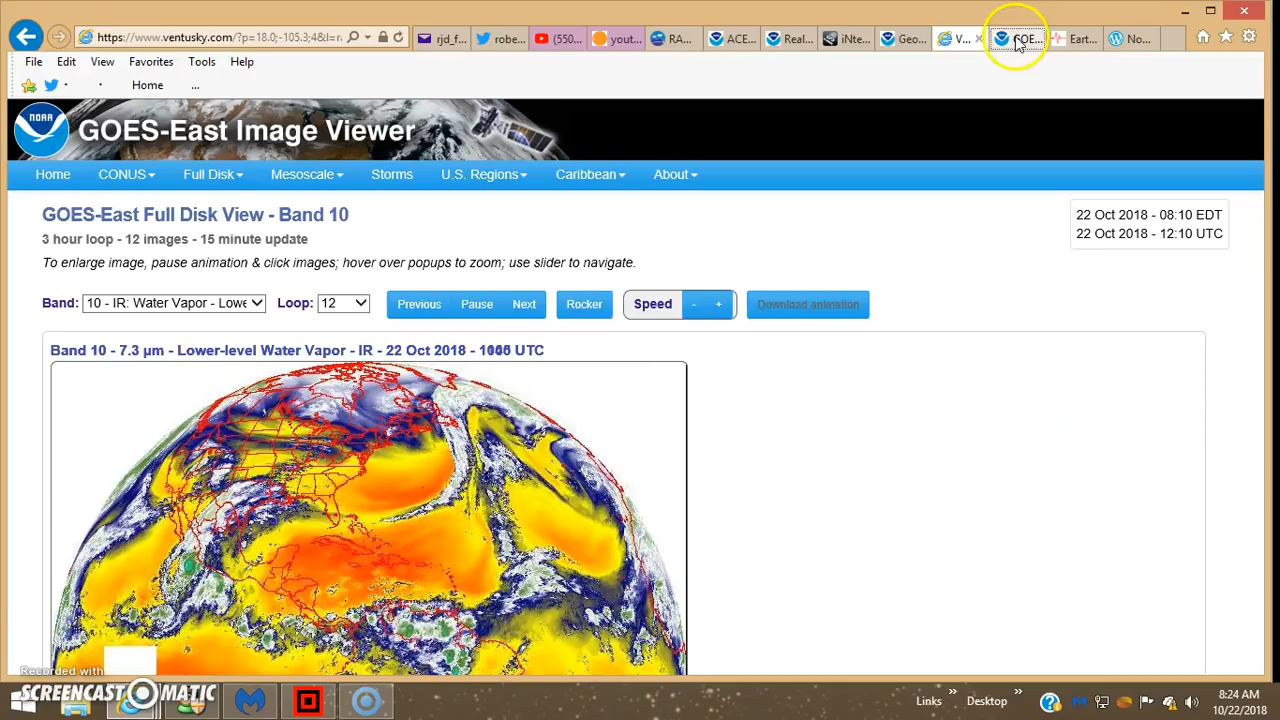 https://www.ventusky.com/?p=18.0;-105.3;4&l=r
rjd_f...
robe...
(550...
yout...
RA...
ACE...
Real...
iNte...
Geo...
V...
GOE...
Eart...
No...
File Edit View Favorites Tools Help
Home ...
NOAA
GOES-East Image Viewer
Home CONUS Full Disk Mesoscale Storms U.S. Regions Caribbean About
GOES-East Full Disk View - Band 10
22 Oct 2018 - 08:10 EDT
22 Oct 2018 - 12:10 UTC
3 hour loop - 12 images - 15 minute update
To enlarge image, pause animation & click images; hover over popups to zoom; use slider to navigate.
Band: 10 - IR: Water Vapor - Lowe Loop: 12 Previous Pause Next Rocker Speed - + Download animation
Band 10 - 7.3 µm - Lower-level Water Vapor - IR - 22 Oct 2018 - UTC
Recorded with
SCREENCAST-O-MATIC
Links » Desktop »
8:24 AM
10/22/2018